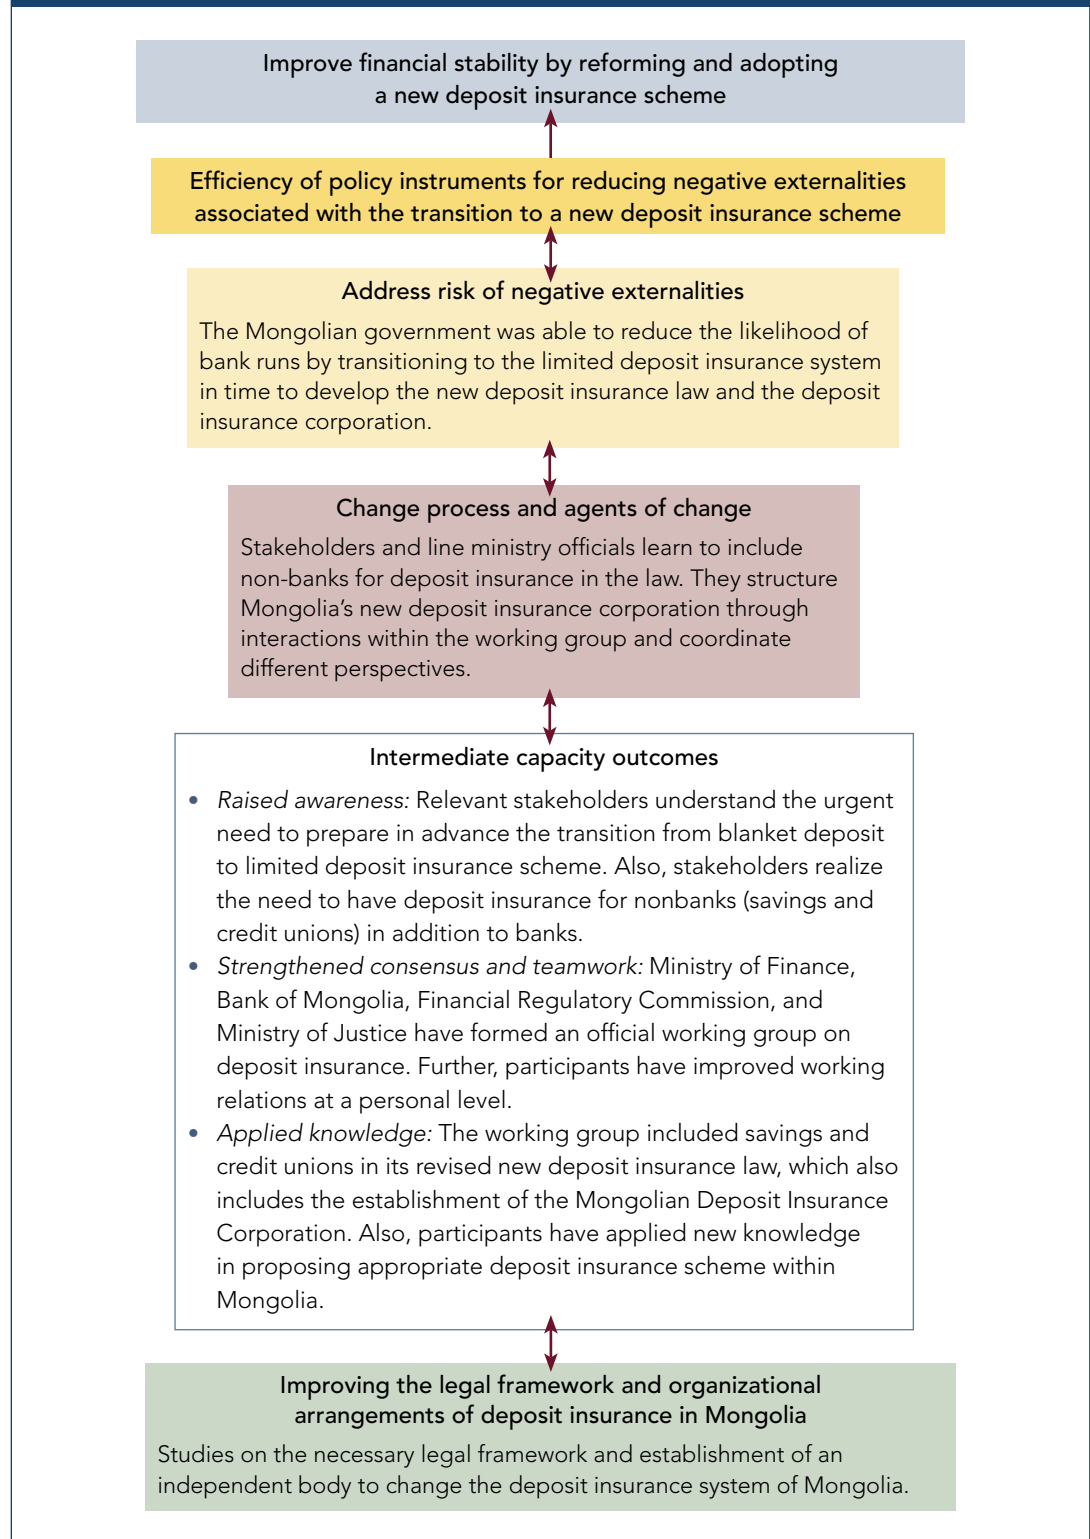 Improve financial stability by reforming and adopting
a new deposit insurance scheme
Efficiency of policy instruments for reducing negative externalities
associated with the transition to a new deposit insurance scheme
Address risk of negative externalities
The Mongolian government was able to reduce the likelihood of
bank runs by transitioning to the limited deposit insurance system
in time to develop the new deposit insurance law and the deposit
insurance corporation.
Change process and agents of change
Stakeholders and line ministry officials learn to include
non-banks for deposit insurance in the law. They structure
Mongolia’s new deposit insurance corporation through
interactions within the working group and coordinate
different perspectives.
Intermediate capacity outcomes
• Raised awareness: Relevant stakeholders understand the urgent
need to prepare in advance the transition from blanket deposit
to limited deposit insurance scheme. Also, stakeholders realize
the need to have deposit insurance for nonbanks (savings and
credit unions) in addition to banks.
• Strengthened consensus and teamwork: Ministry of Finance,
Bank of Mongolia, Financial Regulatory Commission, and
Ministry of Justice have formed an official working group on
deposit insurance. Further, participants have improved working
relations at a personal level.
• Applied knowledge: The working group included savings and
credit unions in its revised new deposit insurance law, which also
includes the establishment of the Mongolian Deposit Insurance
Corporation. Also, participants have applied new knowledge
in proposing appropriate deposit insurance scheme within
Mongolia.
Improving the legal framework and organizational
arrangements of deposit insurance in Mongolia
Studies on the necessary legal framework and establishment of an
independent body to change the deposit insurance system of Mongolia.